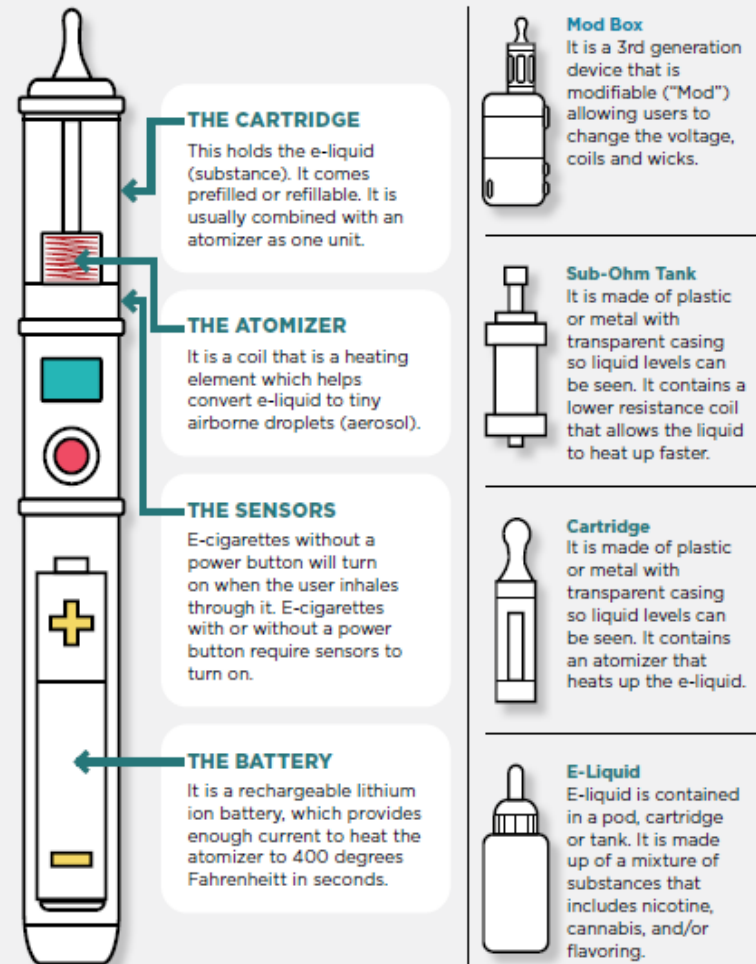 THE CARTRIDGE
This holds the e-liquid
(substance). It comes
prefilled or refillable. It is
usually combined with an
atomizer as one unit.
THE ATOMIZER
It is a coil that is a heating
element which helps
convert e-liquid to tiny
airborne droplets (aerosol).
THE SENSORS
E-cigarettes without a
power button will turn
on when the user inhales
through it. E-cigarettes
with or without a power
button require sensors to
turn on.
THE BATTERY
It is a rechargeable lithium
ion battery, which provides
enough current to heat the
atomizer to 400 degrees
Fahrenheitt in seconds.
Mod Box
It is a 3rd generation
device that is
modifiable (“Mod”)
allowing users to
change the voltage,
coils and wicks.
Sub-Ohm Tank
It is made of plastic
or metal with
transparent casing
so liquid levels can
be seen. It contains a
lower resistance coil
that allows the liquid
to heat up faster.
Cartridge
It is made of plastic
or metal with
transparent casing
so liquid levels can
be seen. It contains
an atomizer that
heats up the e-liquid.
E-Liquid
E-liquid is contained
in a pod, cartridge
or tank. It is made
up of a mixture of
substances that
includes nicotine,
cannabis, and/or
flavoring.